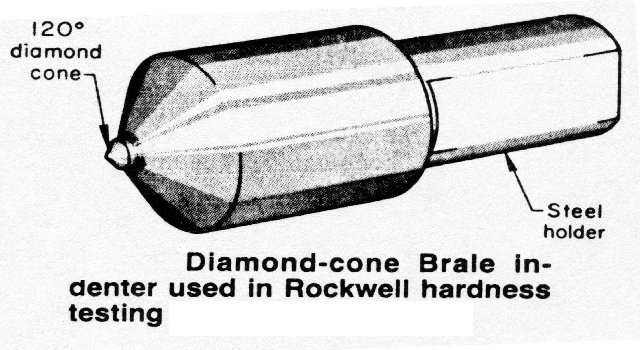 120°
diamond
cone
Steel
holder
Diamond-cone Brale in-
denter used in Rockwell hardness
testing